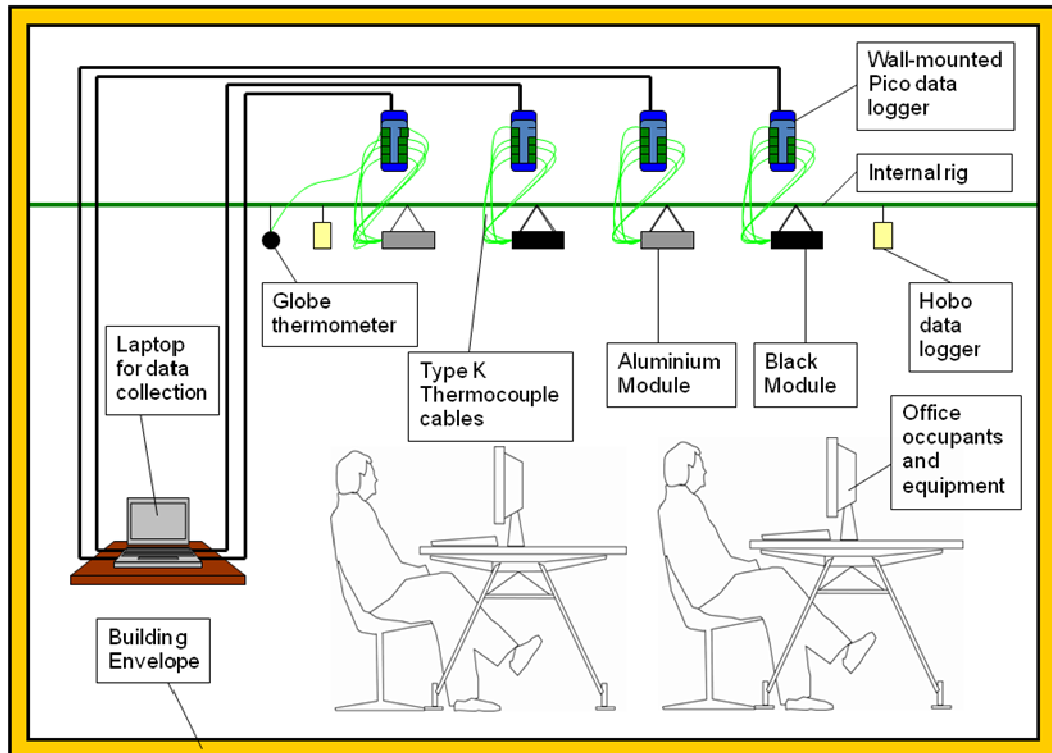 Wall-mounted
Pico data
logger
Internal rig
Globe
thermometer
Hobo
data
logger
Laptop
for data
collection
Type K
Thermocouple
cables
Aluminium
Module
Black
Module
Office
occupants
and
equipment
Building
Envelope